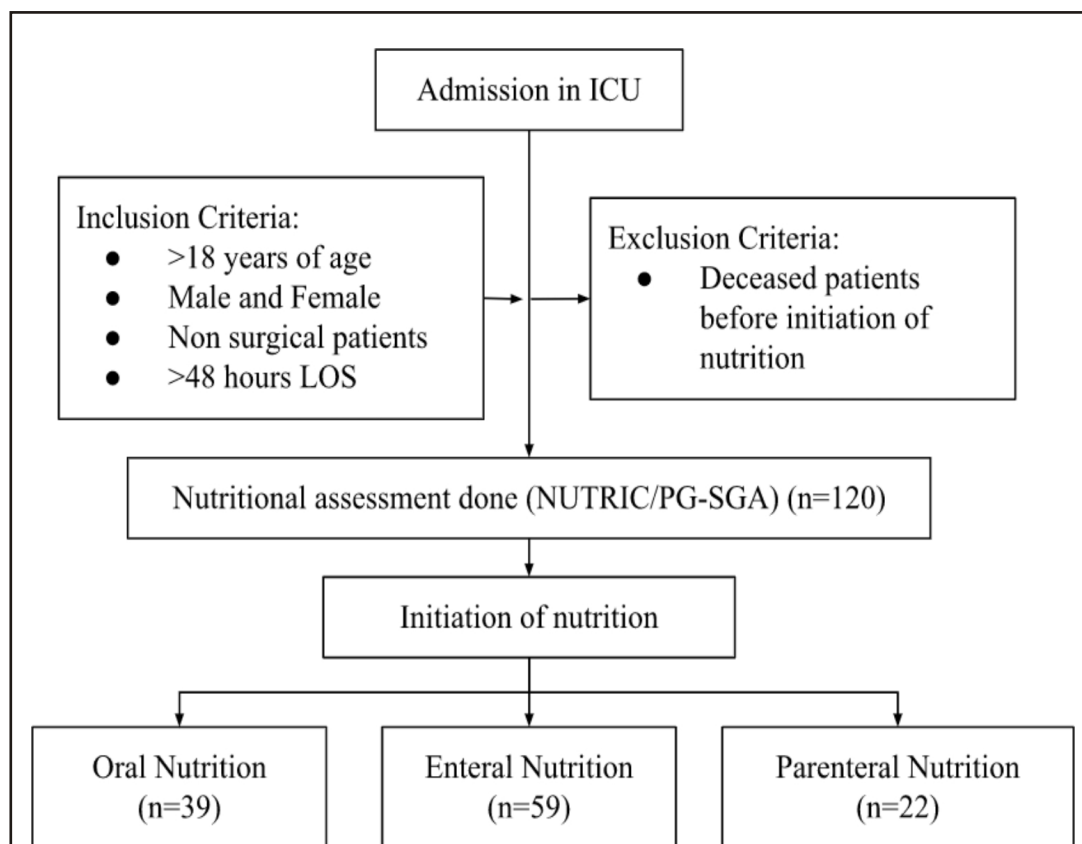 Admission in ICU
Inclusion Criteria:
● >18 years of age
● Male and Female
● Non surgical patients
● >48 hours LOS
Exclusion Criteria:
● Deceased patients
before initiation of
nutrition
Nutritional assessment done (NUTRIC/PG-SGA) (n=120)
Initiation of nutrition
Oral Nutrition
(n=39)
Enteral Nutrition
(n=59)
Parenteral Nutrition
(n=22)